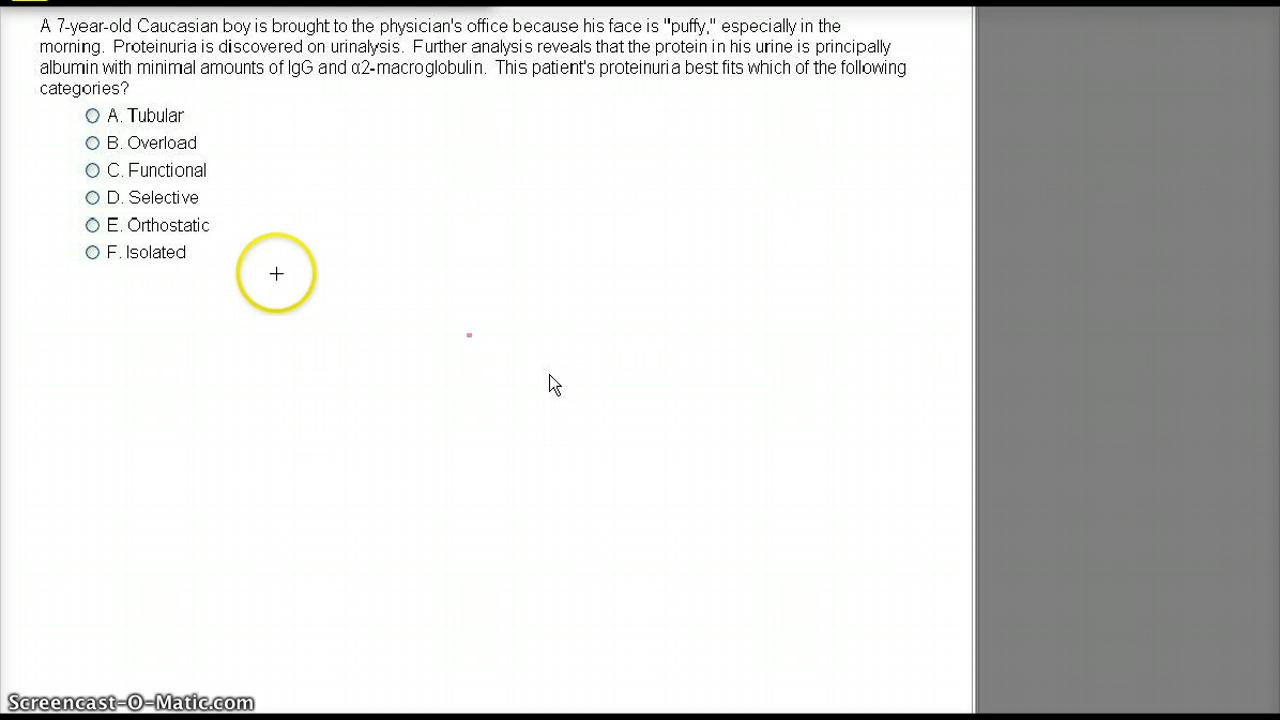 A 7-year-old Caucasian boy is brought to the physician's office because his face is "puffy," especially in the
morning. Proteinuria is discovered on urinalysis. Further analysis reveals that the protein in his urine is principally
albumin with minimal amounts of IgG and α2-macroglobulin. This patient's proteinuria best fits which of the following
categories?
A. Tubular
B. Overload
C. Functional
D. Selective
E. Orthostatic
F. Isolated
Screencast-O-Matic.com